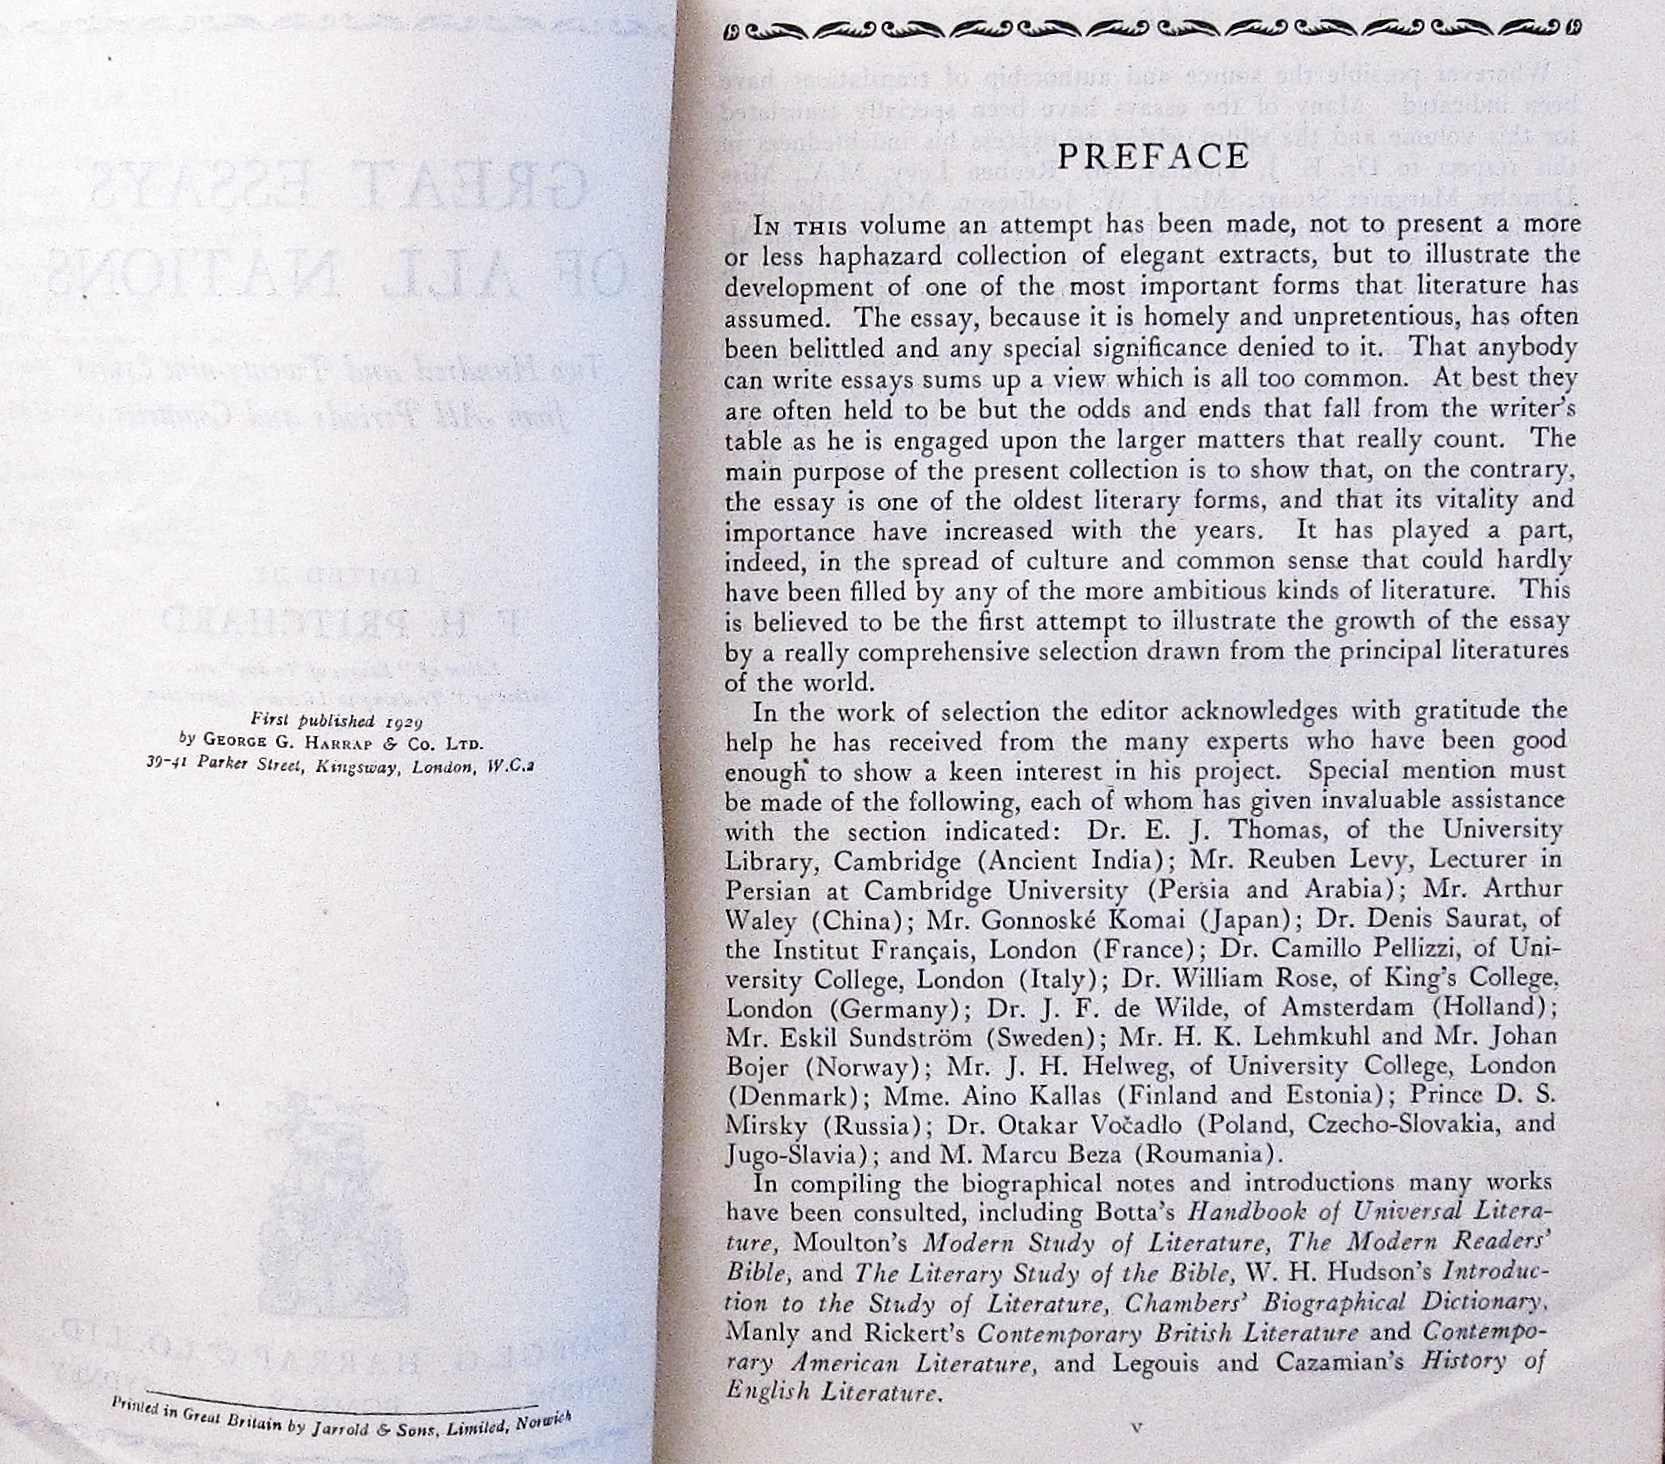 First published 1929
by GEORGE G. HARRAP & CO. LTD.
39-41 Parker Street, Kingsway, London, W.C.2
Printed in Great Britain by Jarrold & Sons, Limited, Norwich
PREFACE
IN THIS volume an attempt has been made, not to present a more
or less haphazard collection of elegant extracts, but to illustrate the
development of one of the most important forms that literature has
assumed. The essay, because it is homely and unpretentious, has often
been belittled and any special significance denied to it. That anybody
can write essays sums up a view which is all too common. At best they
are often held to be but the odds and ends that fall from the writer's
table as he is engaged upon the larger matters that really count. The
main purpose of the present collection is to show that, on the contrary,
the essay is one of the oldest literary forms, and that its vitality and
importance have increased with the years. It has played a part,
indeed, in the spread of culture and common sense that could hardly
have been filled by any of the more ambitious kinds of literature. This
is believed to be the first attempt to illustrate the growth of the essay
by a really comprehensive selection drawn from the principal literatures
of the world.
In the work of selection the editor acknowledges with gratitude the
help he has received from the many experts who have been good
enough to show a keen interest in his project. Special mention must
be made of the following, each of whom has given invaluable assistance
with the section indicated: Dr. E. J. Thomas, of the University
Library, Cambridge (Ancient India); Mr. Reuben Levy, Lecturer in
Persian at Cambridge University (Persia and Arabia); Mr. Arthur
Waley (China); Mr. Gonnoské Komai (Japan); Dr. Denis Saurat, of
the Institut Français, London (France); Dr. Camillo Pellizzi, of Uni-
versity College, London (Italy); Dr. William Rose, of King's College,
London (Germany); Dr. J. F. de Wilde, of Amsterdam (Holland);
Mr. Eskil Sundström (Sweden); Mr. H. K. Lehmkuhl and Mr. Johan
Bojer (Norway); Mr. J. H. Helweg, of University College, London
(Denmark); Mme. Aino Kallas (Finland and Estonia); Prince D. S.
Mirsky (Russia); Dr. Otakar Vočadlo (Poland, Czecho-Slovakia, and
Jugo-Slavia); and M. Marcu Beza (Roumania).
In compiling the biographical notes and introductions many works
have been consulted, including Botta's Handbook of Universal Litera-
ture, Moulton's Modern Study of Literature, The Modern Readers'
Bible, and The Literary Study of the Bible, W. H. Hudson's Introduc-
tion to the Study of Literature, Chambers' Biographical Dictionary,
Manly and Rickert's Contemporary British Literature and Contempo-
rary American Literature, and Legouis and Cazamian's History of
English Literature.
v